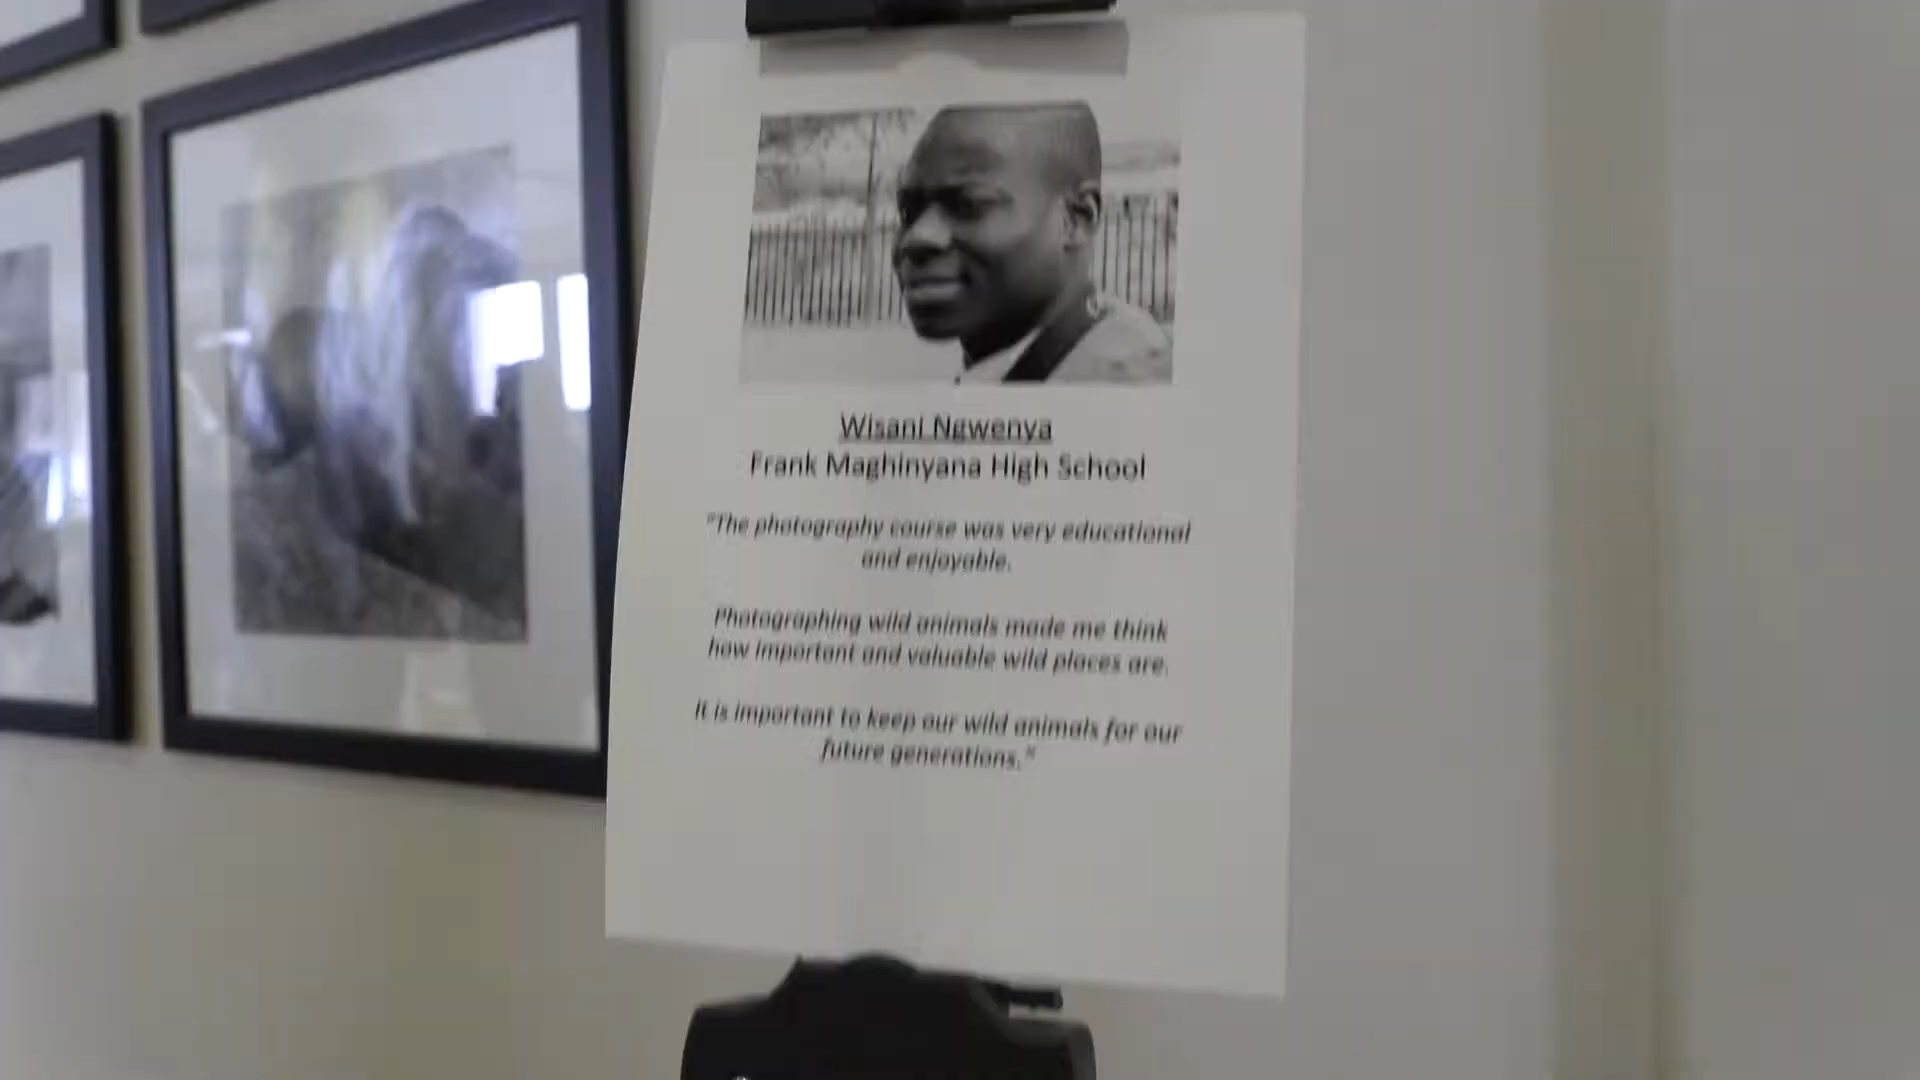 Wisani Ngwenya
Frank Maghinyana High School
"The photography course was very educational
and enjoyable.
Photographing wild animals made me think
how important and valuable wild places are.
It is important to keep our wild animals for our
future generations."